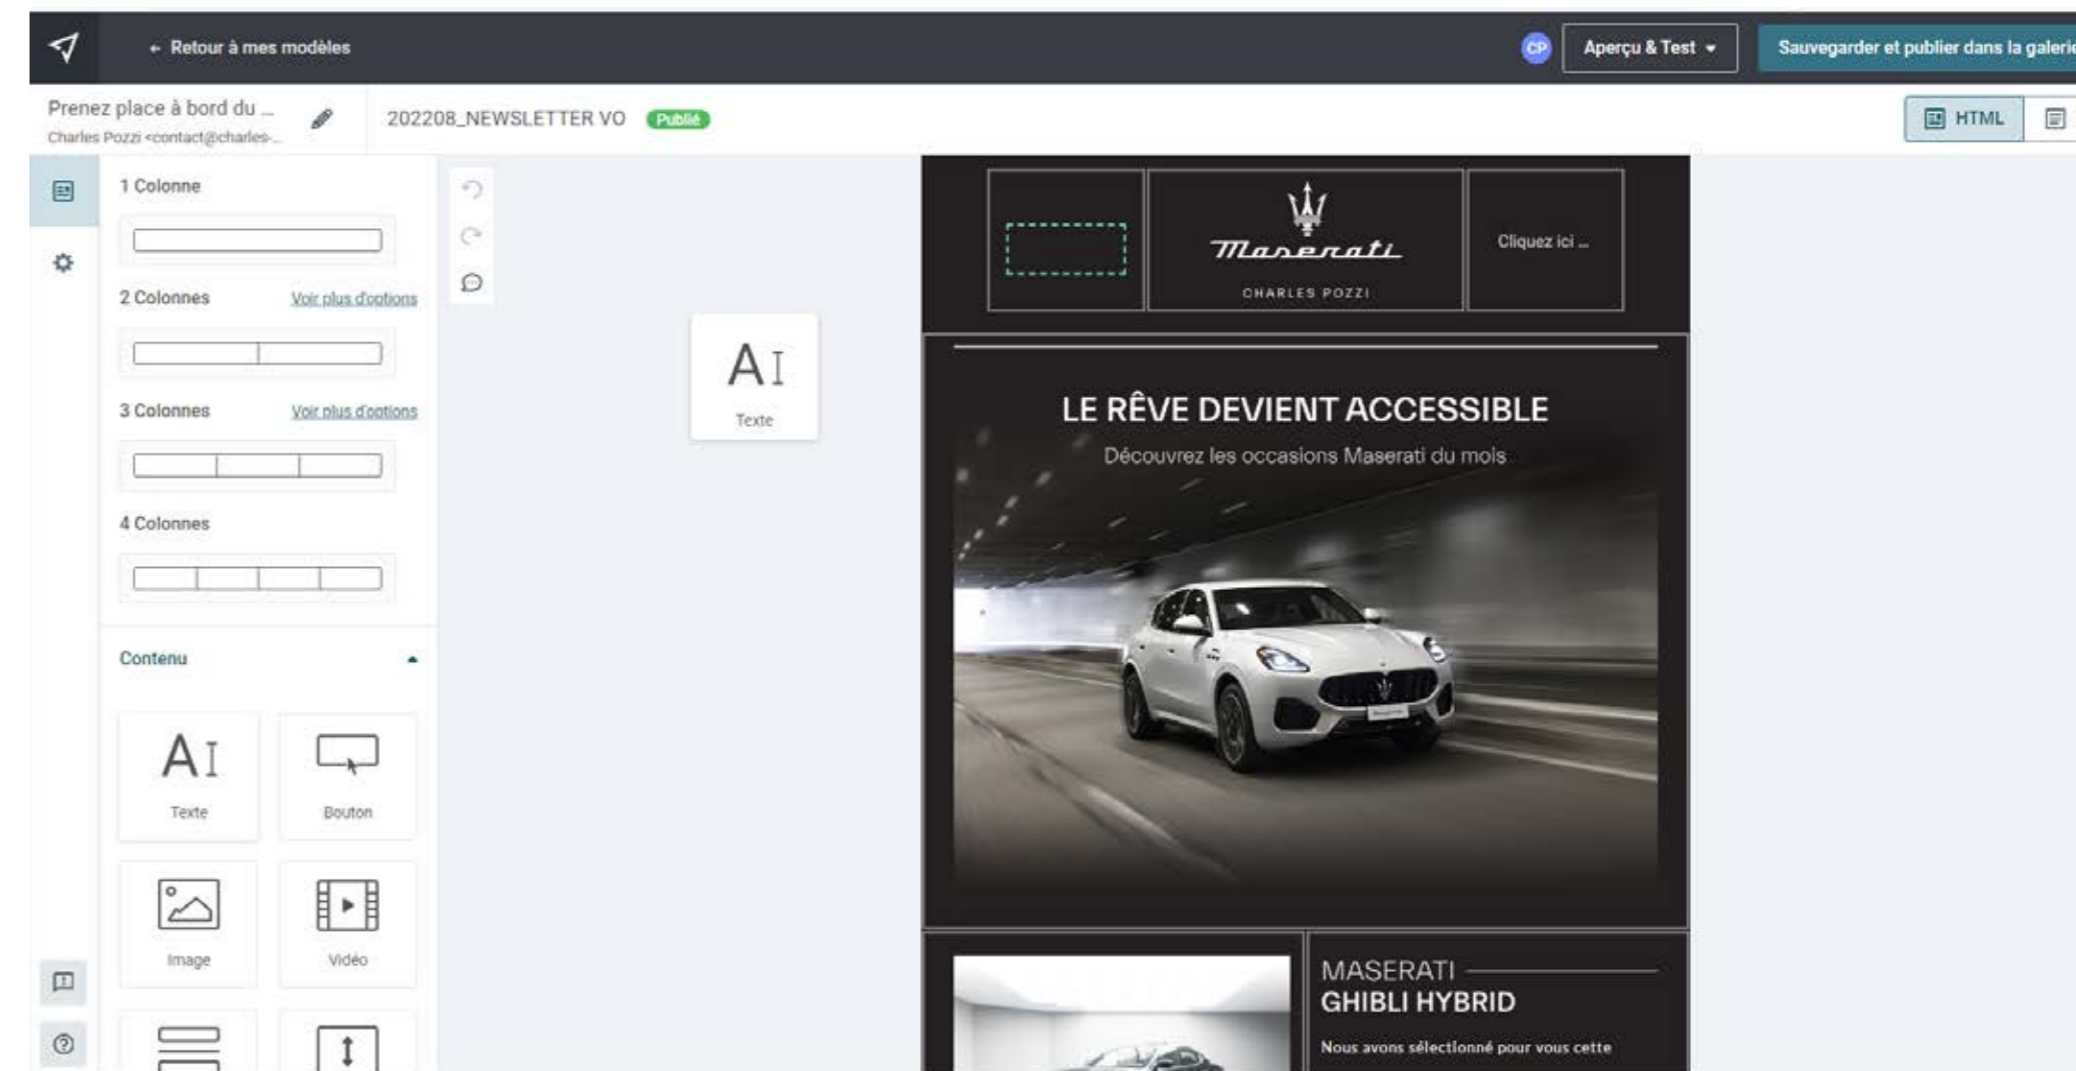 ← Retour à mes modèles
CP
Aperçu & Test
Sauvegarder et publier dans la galerie
Prenez place à bord du ...
Charles Pozzi <contact@charles-...
202208_NEWSLETTER VO
Publié
HTML
1 Colonne
2 Colonnes
Voir plus d'options
3 Colonnes
Voir plus d'options
4 Colonnes
Contenu
AI
Texte
Bouton
Image
Vidéo
AI
Texte
Maserati
CHARLES POZZI
Cliquez ici ...
LE RÊVE DEVIENT ACCESSIBLE
Découvrez les occasions Maserati du mois
MASERATI
GHIBLI HYBRID
Nous avons sélectionné pour vous cette